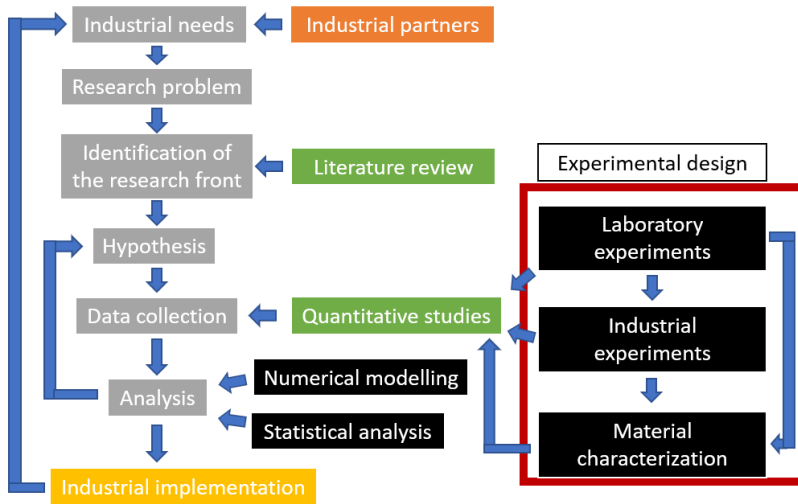 Industrial needs
Industrial partners
Research problem
Identification of
the research front
Literature review
Experimental design
Laboratory
experiments
Hypothesis
Data collection
Quantitative studies
Industrial
experiments
Numerical modelling
Analysis
Statistical analysis
Material
characterization
Industrial implementation